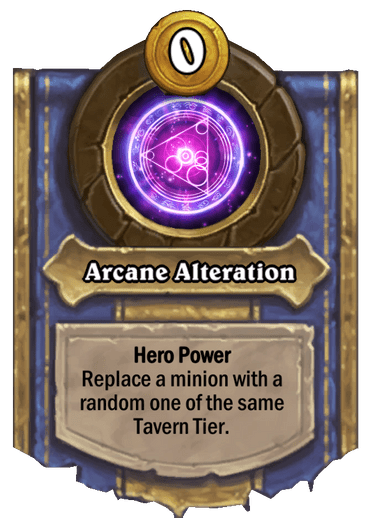 0
Arcane Alteration
Hero Power
Replace a minion with a
random one of the same
Tavern Tier.